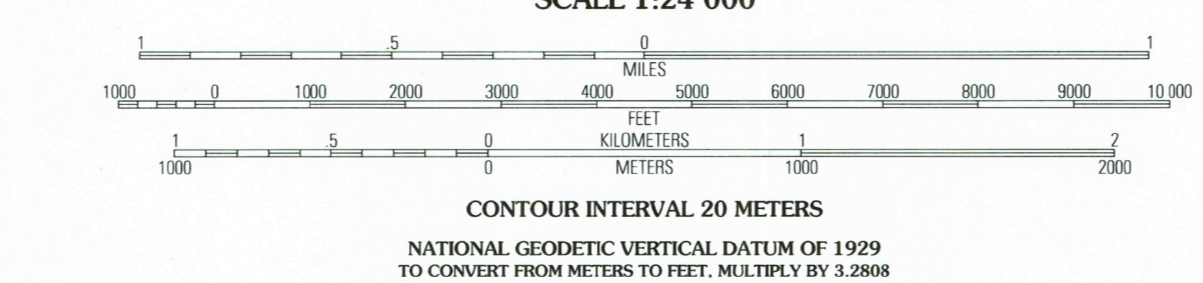 SCALE 1:24 000
1 .5 0 1
MILES
1000 0 1000 2000 3000 4000 5000 6000 7000 8000 9000 10 000
FEET
1 .5 0 KILOMETERS 1 2
1000 0 METERS 1000 2000
CONTOUR INTERVAL 20 METERS
NATIONAL GEODETIC VERTICAL DATUM OF 1929
TO CONVERT FROM METERS TO FEET, MULTIPLY BY 3.2808